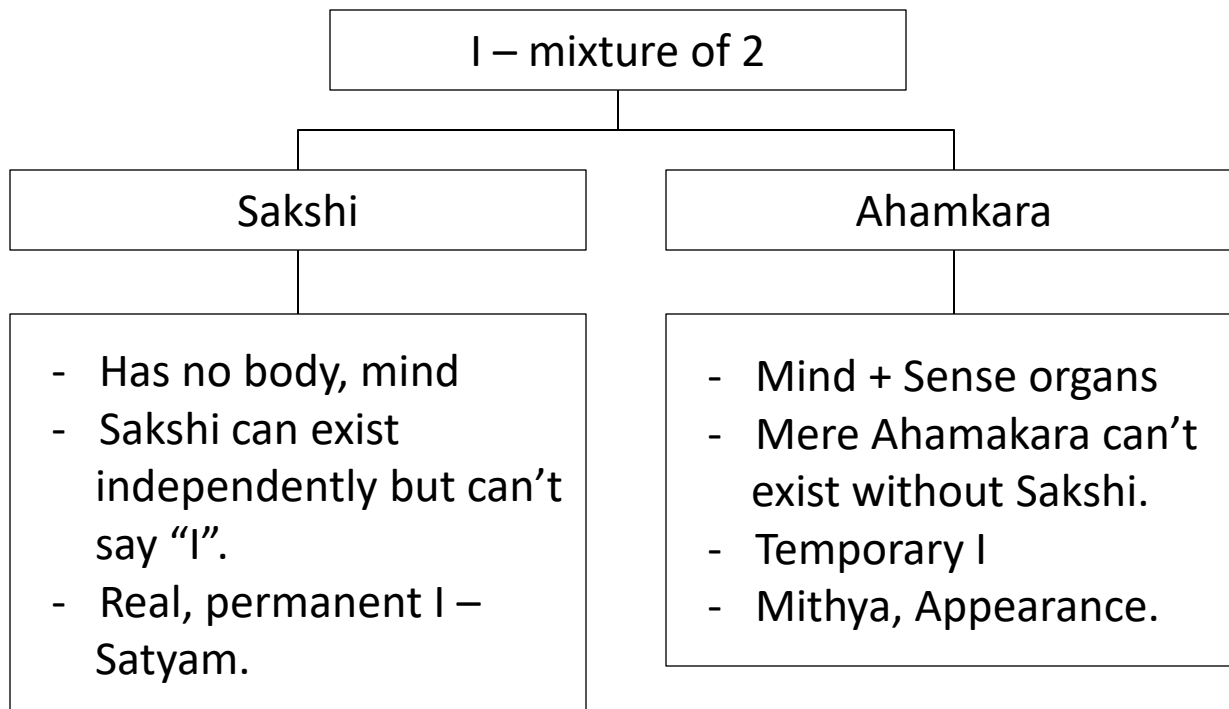 I – mixture of 2
Sakshi
Ahamkara
- Has no body, mind
- Sakshi can exist
independently but can’t
say “I”.
- Real, permanent I –
Satyam.
- Mind + Sense organs
- Mere Ahamakara can’t
exist without Sakshi.
- Temporary I
- Mithya, Appearance.